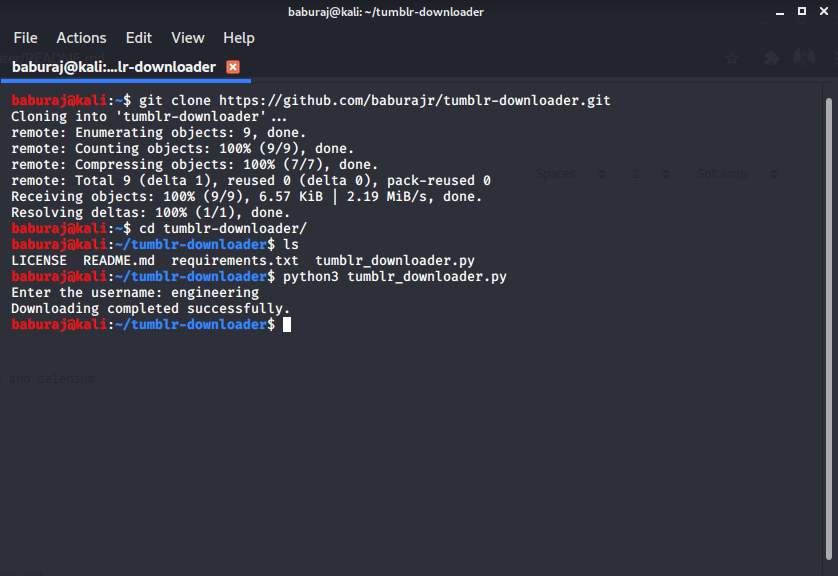 baburaj@kali: ~/tumblr-downloader
File Actions Edit View Help
baburaj@kali:...lr-downloader
baburaj@kali:~$ git clone https://github.com/baburajr/tumblr-downloader.git
Cloning into 'tumblr-downloader'...
remote: Enumerating objects: 9, done.
remote: Counting objects: 100% (9/9), done.
remote: Compressing objects: 100% (7/7), done.
remote: Total 9 (delta 1), reused 0 (delta 0), pack-reused 0
Receiving objects: 100% (9/9), 6.57 KiB | 2.19 MiB/s, done.
Resolving deltas: 100% (1/1), done.
baburaj@kali:~$ cd tumblr-downloader/
baburaj@kali:~/tumblr-downloader$ ls
LICENSE  README.md  requirements.txt  tumblr_downloader.py
baburaj@kali:~/tumblr-downloader$ python3 tumblr_downloader.py
Enter the username: engineering
Downloading completed successfully.
baburaj@kali:~/tumblr-downloader$
Spaces 2 Soft wrap
and selenium.